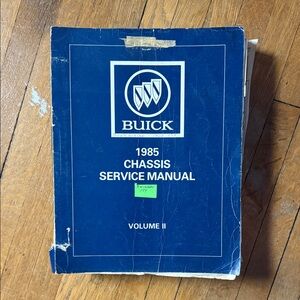 BUICK
1985
CHASSIS
SERVICE MANUAL
VOLUME II